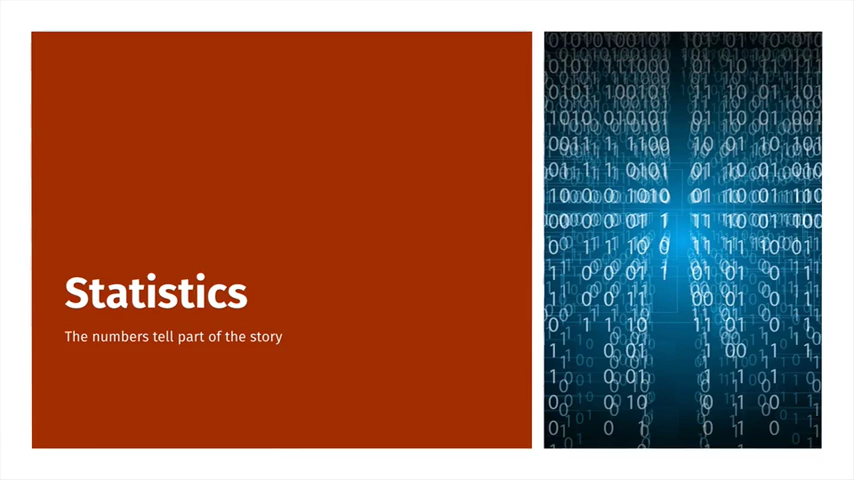 Statistics
The numbers tell part of the story